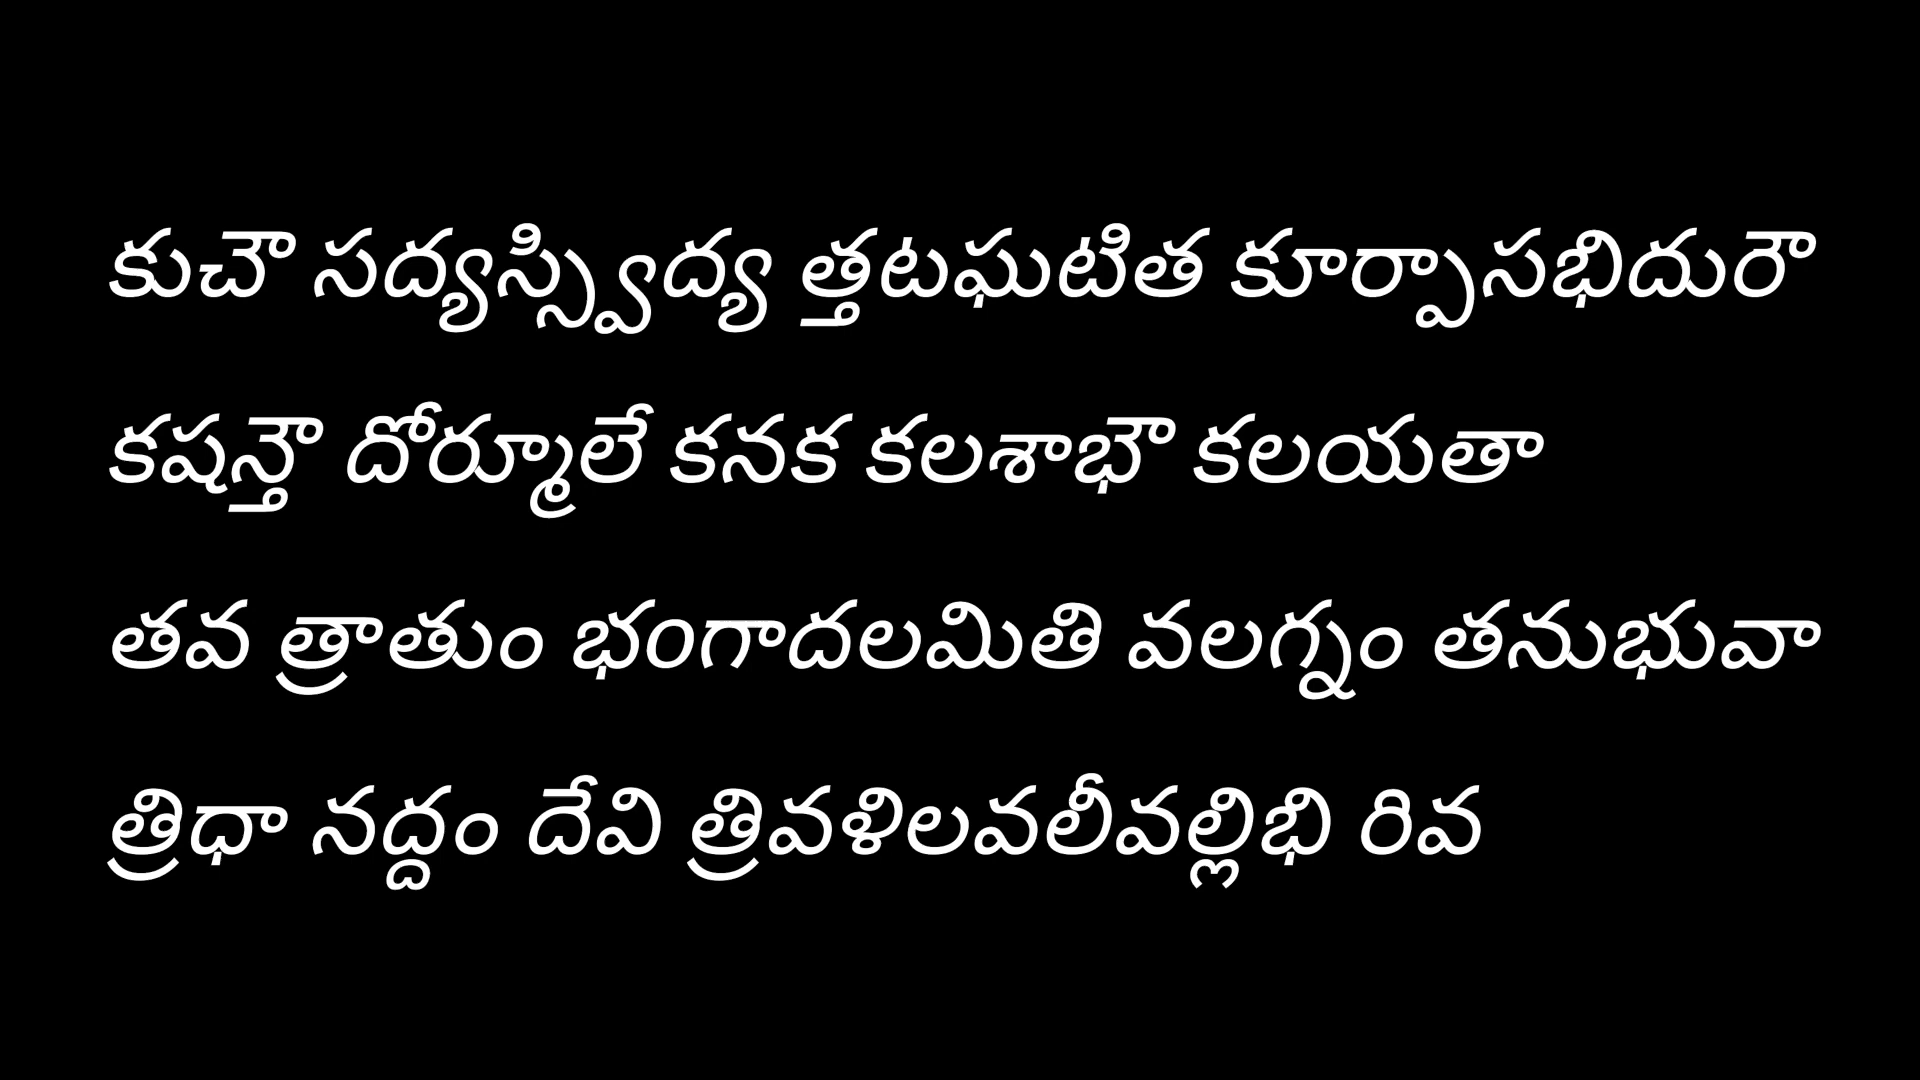 కుచౌ సద్యస్స్విద్య త్తటఘటిత కూర్పాసభిదురౌ
కషన్తౌ దోర్మూలే కనక కలశాభౌ కలయతా
తవ త్రాతుం భంగాదలమితి వలగ్నం తనుభువా
త్రిధా నద్దం దేవి త్రివళిలవలీవల్లిభి రివ